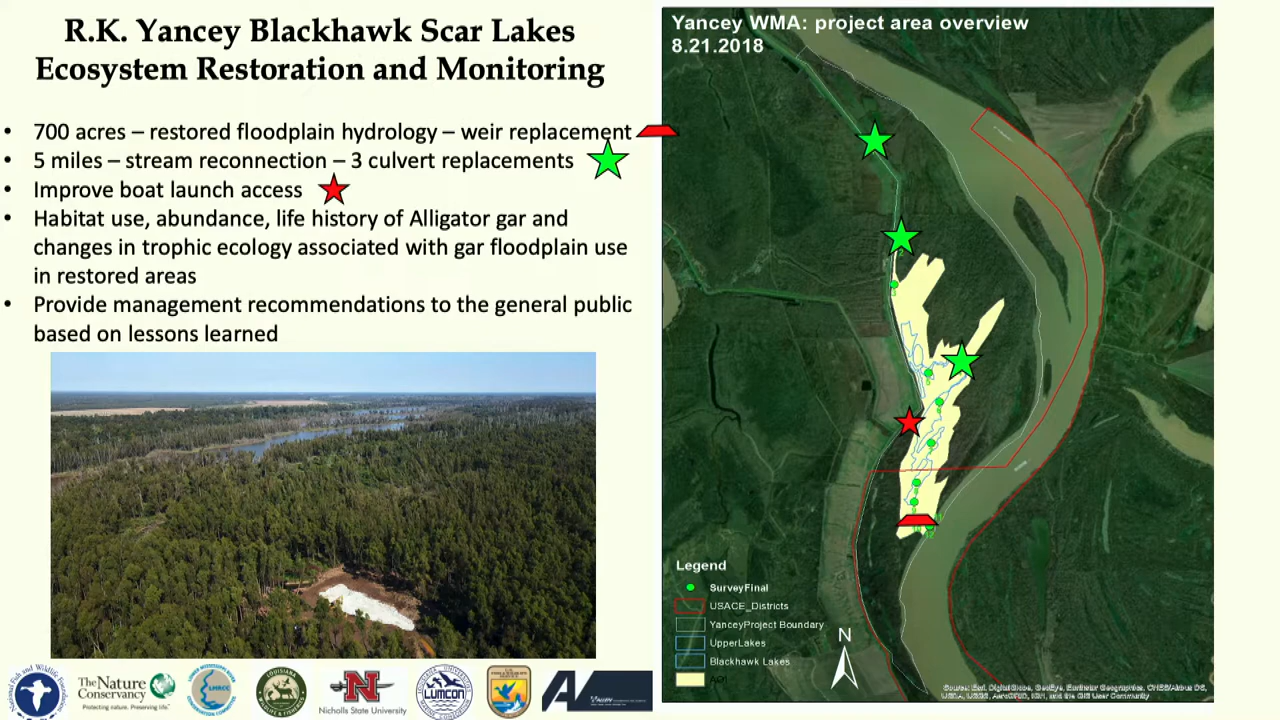 R.K. Yancey Blackhawk Scar Lakes
Ecosystem Restoration and Monitoring
• 700 acres – restored floodplain hydrology – weir replacement
• 5 miles – stream reconnection – 3 culvert replacements
• Improve boat launch access
• Habitat use, abundance, life history of Alligator gar and
changes in trophic ecology associated with gar floodplain use
in restored areas
• Provide management recommendations to the general public
based on lessons learned
Yancey WMA: project area overview
8.21.2018
Legend
SurveyFinal
USACE_Districts
YanceyProject Boundary
UpperLakes
Blackhawk Lakes
N
The Nature
Conservancy
Protecting nature. Preserving life.
LMRCC
LOUISIANA
N
Nicholls State University
LUMCON